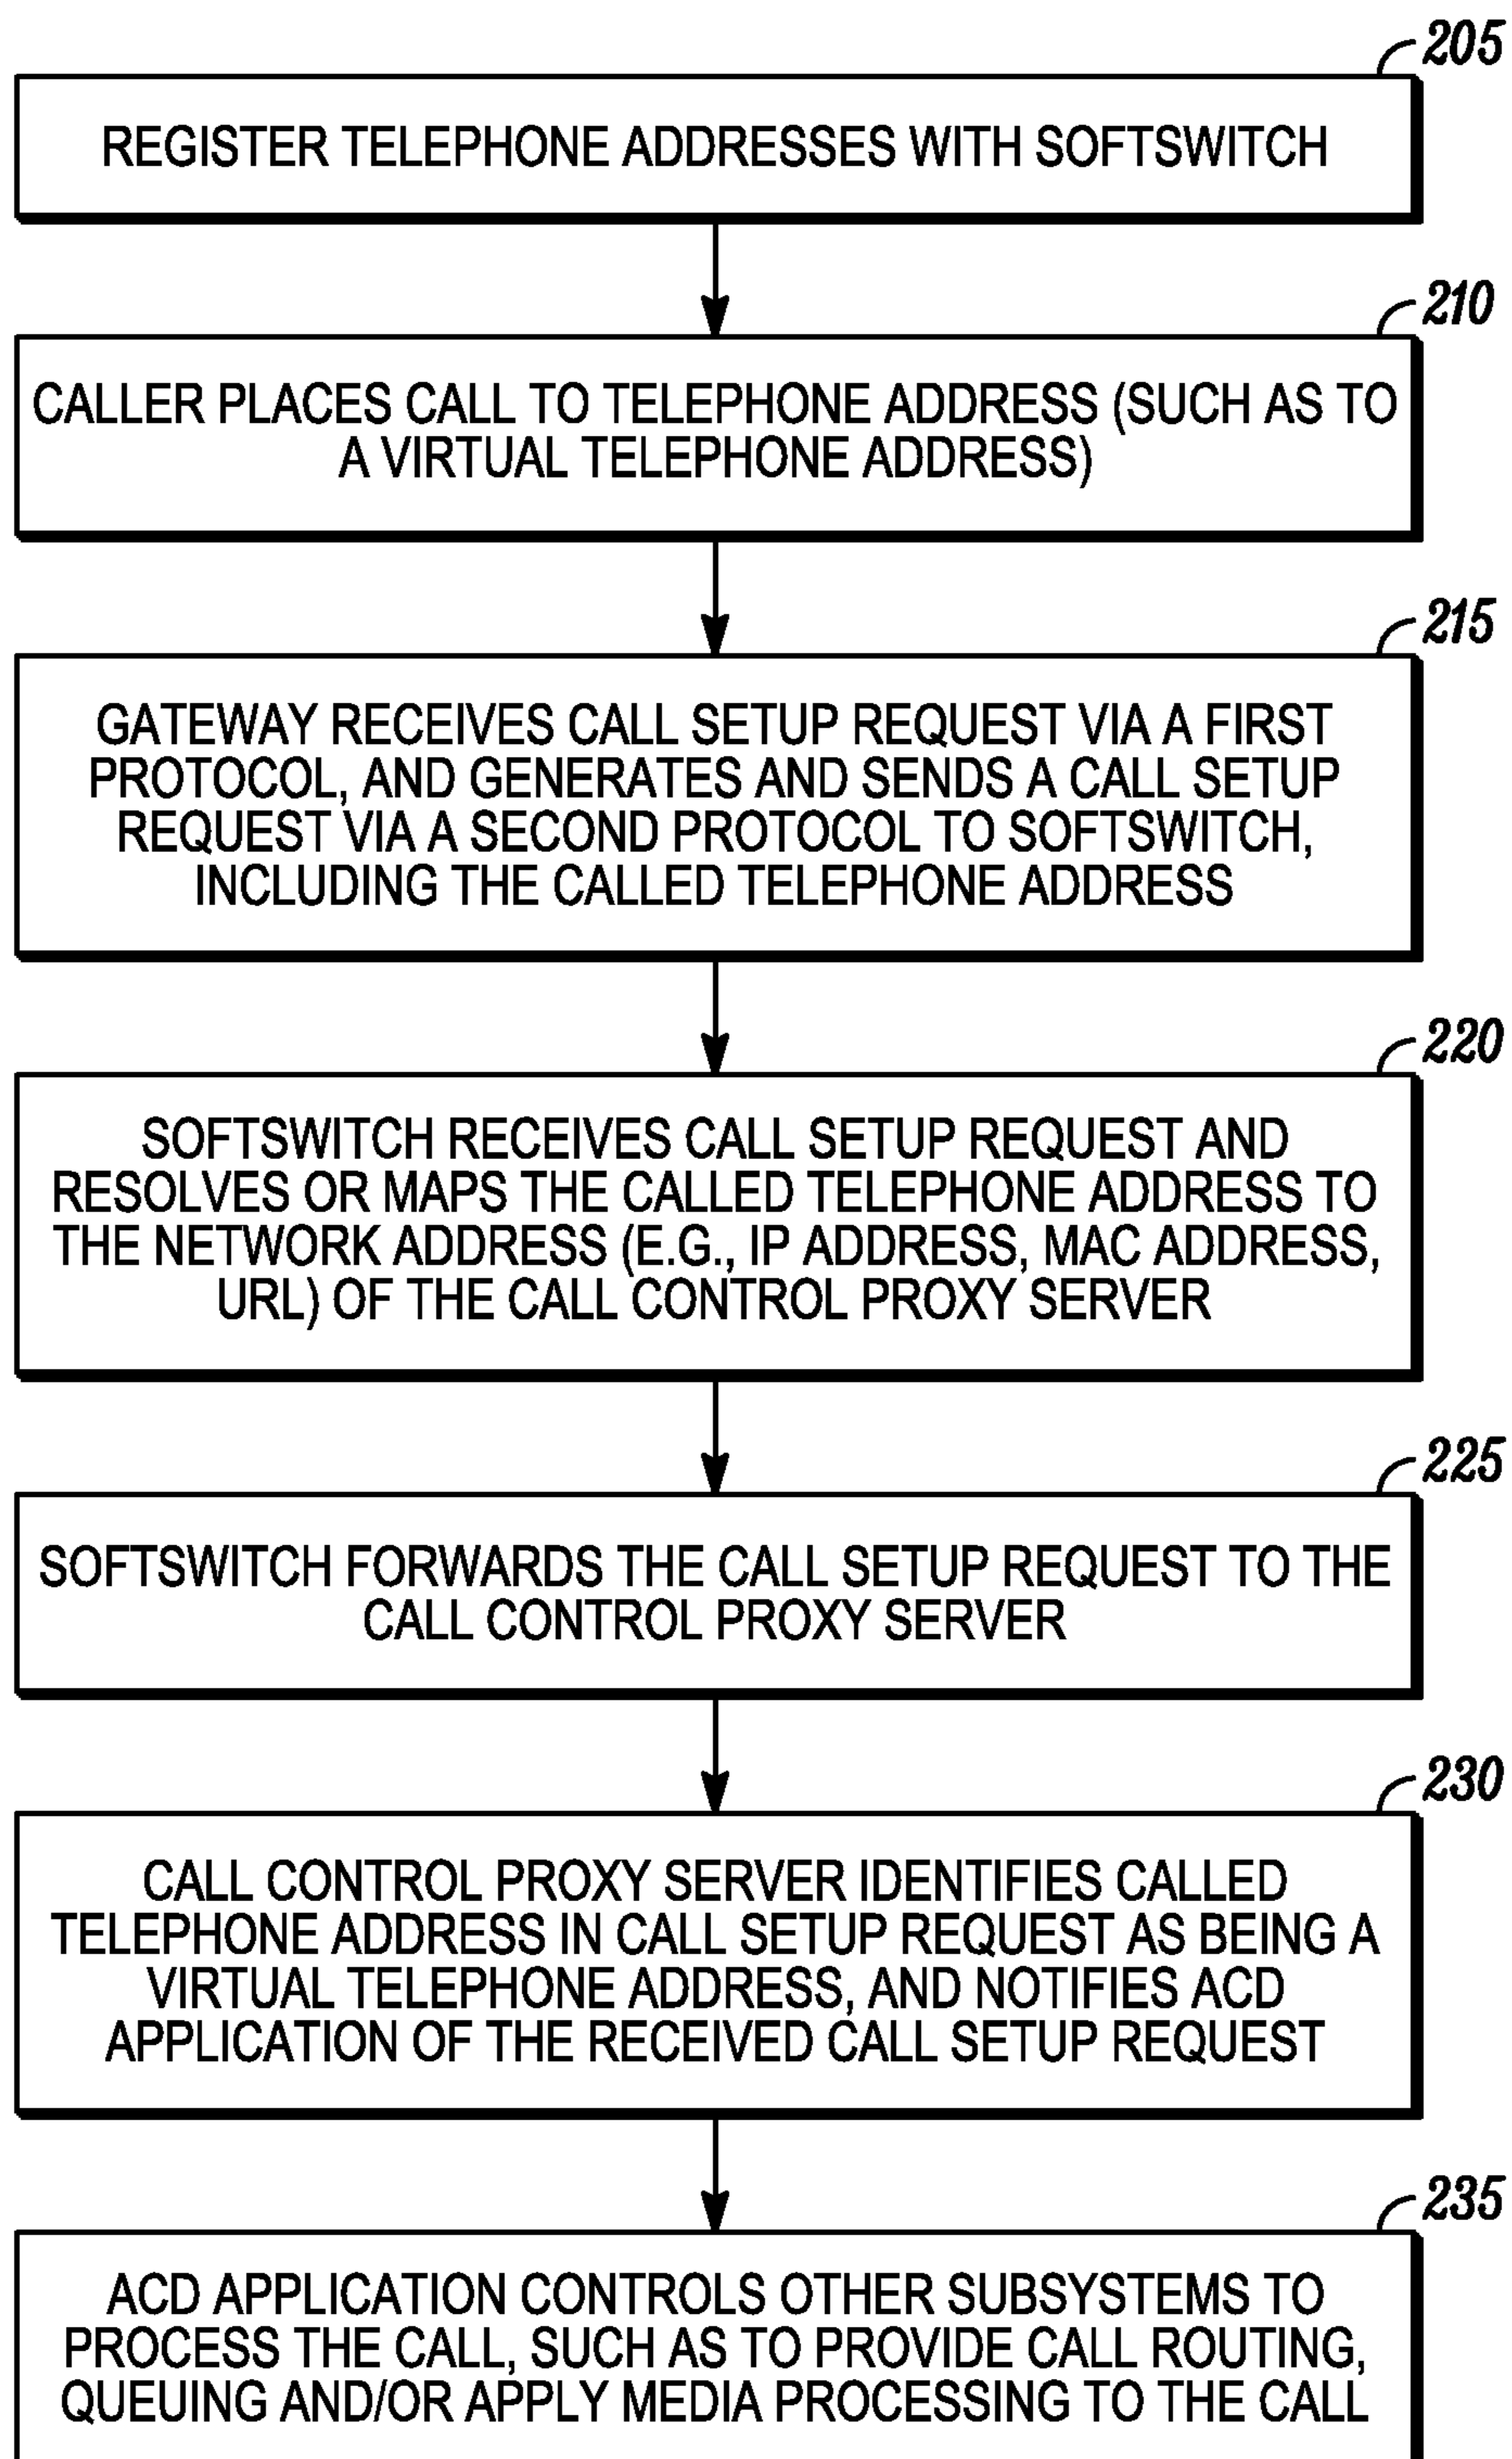 205
REGISTER TELEPHONE ADDRESSES WITH SOFTSWITCH
210
CALLER PLACES CALL TO TELEPHONE ADDRESS (SUCH AS TO
A VIRTUAL TELEPHONE ADDRESS)
215
GATEWAY RECEIVES CALL SETUP REQUEST VIA A FIRST
PROTOCOL, AND GENERATES AND SENDS A CALL SETUP
REQUEST VIA A SECOND PROTOCOL TO SOFTSWITCH,
INCLUDING THE CALLED TELEPHONE ADDRESS
220
SOFTSWITCH RECEIVES CALL SETUP REQUEST AND
RESOLVES OR MAPS THE CALLED TELEPHONE ADDRESS TO
THE NETWORK ADDRESS (E.G., IP ADDRESS, MAC ADDRESS,
URL) OF THE CALL CONTROL PROXY SERVER
225
SOFTSWITCH FORWARDS THE CALL SETUP REQUEST TO THE
CALL CONTROL PROXY SERVER
230
CALL CONTROL PROXY SERVER IDENTIFIES CALLED
TELEPHONE ADDRESS IN CALL SETUP REQUEST AS BEING A
VIRTUAL TELEPHONE ADDRESS, AND NOTIFIES ACD
APPLICATION OF THE RECEIVED CALL SETUP REQUEST
235
ACD APPLICATION CONTROLS OTHER SUBSYSTEMS TO
PROCESS THE CALL, SUCH AS TO PROVIDE CALL ROUTING,
QUEUING AND/OR APPLY MEDIA PROCESSING TO THE CALL